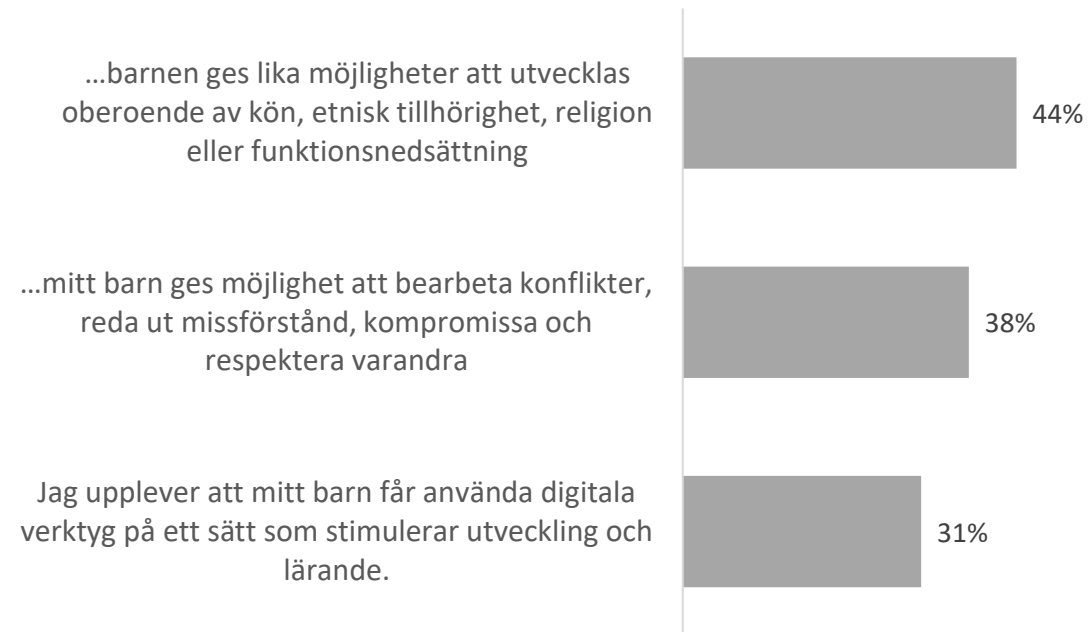 ...barnen ges lika möjligheter att utvecklas
oberoende av kön, etnisk tillhörighet, religion
eller funktionsnedsättning
44%
...mitt barn ges möjlighet att bearbeta konflikter,
reda ut missförstånd, kompromissa och
respektera varandra
38%
Jag upplever att mitt barn får använda digitala
verktyg på ett sätt som stimulerar utveckling och
lärande.
31%